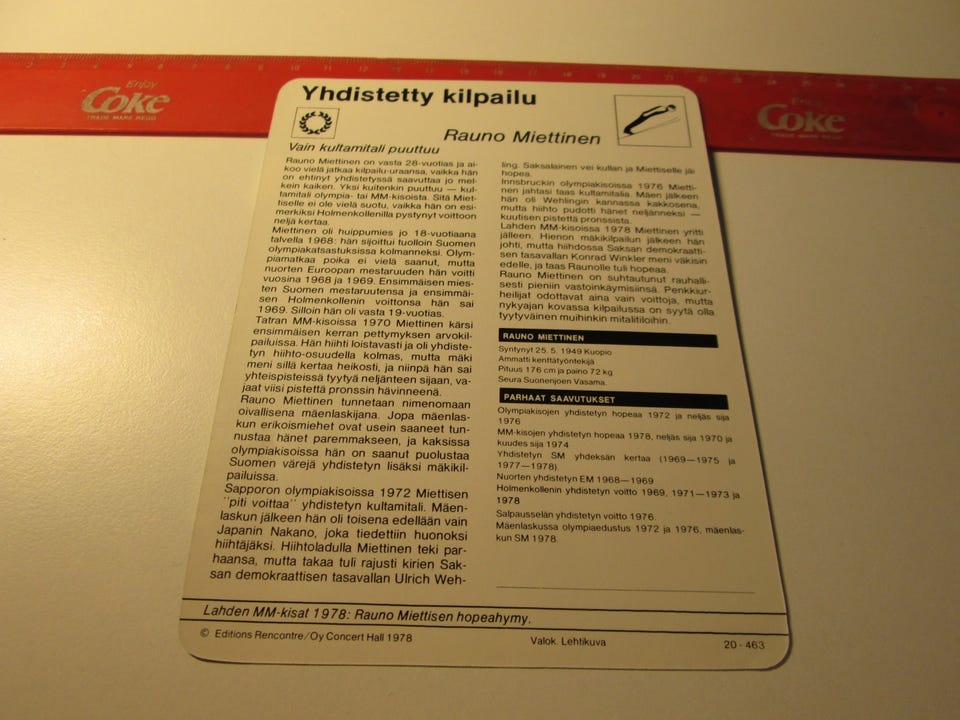 Enjoy
Coke
TRADE MARK REGD
Enjoy
Coke
TRADE MARK REGD
Yhdistetty kilpailu
Rauno Miettinen
Vain kultamitali puuttuu
Rauno Miettinen on vasta 28-vuotias ja ai-
koo vielä jatkaa kilpailu-uraansa, vaikka hän
on ehtinyt yhdistetyssä saavuttaa jo mel-
kein kaiken. Yksi kuitenkin puuttuu — kul-
tamitali olympia- tai MM-kisoista. Sitä Miet-
tiselle ei ole vielä suotu, vaikka hän on esi-
merkiksi Holmenkollenilla pystynyt voittoon
neljä kertaa.
Miettinen oli huippumies jo 18-vuotiaana
talvella 1968: hän sijoittui tuolloin Suomen
olympiakatsastuksissa kolmanneksi. Olym-
piamatkaa poika ei vielä saanut, mutta
nuorten Euroopan mestaruuden hän voitti
vuosina 1968 ja 1969. Ensimmäisen mies-
ten Suomen mestaruutensa ja ensimmäi-
sen Holmenkollenin voittonsa hän sai
1969. Silloin hän oli vasta 19-vuotias.
Tatran MM-kisoissa 1970 Miettinen kärsi
ensimmäisen kerran pettymyksen arvokil-
pailuissa. Hän hiihti loistavasti ja oli yhdiste-
tyn hiihto-osuudella kolmas, mutta mäki
meni sillä kertaa heikosti, ja niinpä hän sai
yhteispisteissä tyytyä neljänteen sijaan, va-
jaat viisi pistettä pronssin hävinneenä.
Rauno Miettinen tunnetaan nimenomaan
oivallisena mäenlaskijana. Jopa mäenlas-
kun erikoismiehet ovat usein saaneet tun-
nustaa hänet paremmakseen, ja kaksissa
olympiakisoissa hän on saanut puolustaa
Suomen värejä yhdistetyn lisäksi mäkikil-
pailuissa.
Sapporon olympiakisoissa 1972 Miettisen
"piti voittaa" yhdistetyn kultamitali. Mäen-
laskun jälkeen hän oli toisena edellään vain
Japanin Nakano, joka tiedettiin huonoksi
hiihtäjäksi. Hiihtoladulla Miettinen teki par-
haansa, mutta takaa tuli rajusti kirien Sak-
san demokraattisen tasavallan Ulrich Weh-
ling. Saksalainen vei kullan ja Miettiselle jäi
hopea.
Innsbruckin olympiakisoissa 1976 Mietti-
nen jahtasi taas kultamitalia. Mäen jälkeen
hän oli Wehlingin kannassa kakkosena,
mutta hiihto pudotti hänet neljänneksi —
kuutisen pistettä pronssista.
Lahden MM-kisoissa 1978 Miettinen yritti
jälleen. Hienon mäkikilpailun jälkeen hän
johti, mutta hiihdossa Saksan demokraatti-
sen tasavallan Konrad Winkler meni väkisin
edelle, ja taas Raunolle tuli hopeaa.
Rauno Miettinen on suhtautunut rauhalli-
sesti pieniin vastoinkäymisiinsä. Penkkiur-
heilijat odottavat aina vain voittoja, mutta
nykyajan kovassa kilpailussa on syytä olla
tyytyväinen muihinkin mitalitiloihin.
RAUNO MIETTINEN
Syntynyt 25. 5. 1949 Kuopio
Ammatti kenttätyöntekijä
Pituus 176 cm ja paino 72 kg
Seura Suonenjoen Vasama.
PARHAAT SAAVUTUKSET
Olympiakisojen yhdistetyn hopeaa 1972 ja neljäs sija
1976
MM-kisojen yhdistetyn hopeaa 1978, neljäs sija 1970 ja
kuudes sija 1974
Yhdistetyn SM yhdeksän kertaa (1969—1975 ja
1977—1978)
Nuorten yhdistetyn EM 1968—1969
Holmenkollenin yhdistetyn voitto 1969, 1971—1973 ja
1978
Salpausselän yhdistetyn voitto 1976.
Mäenlaskussa olympiaedustus 1972 ja 1976, mäenlas-
kun SM 1978.
Lahden MM-kisat 1978: Rauno Miettisen hopeahymy.
© Editions Rencontre/Oy Concert Hall 1978
Valok. Lehtikuva
20 - 463